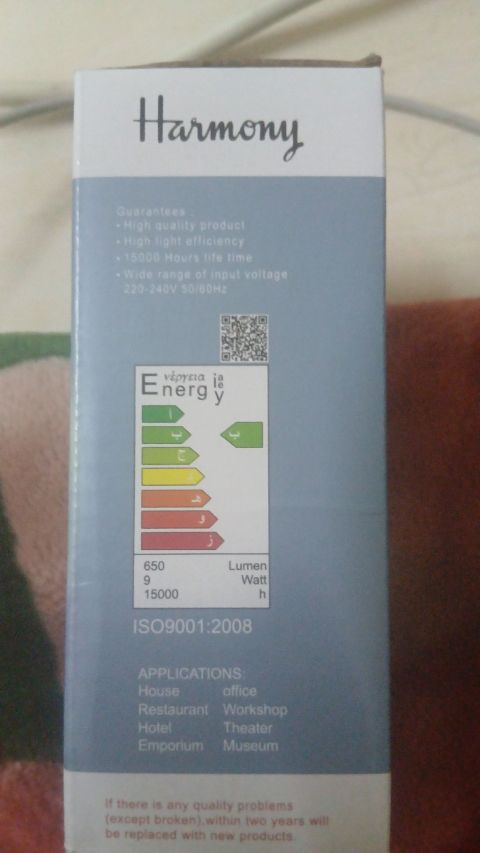 Harmony
Guarantees :
• High quality product
• High light efficiency
• 15000 Hours life time
• Wide range of input voltage
220-240V 50/60Hz
Energ ενέργεια ia ie y
أ
ب ب
ج
د
هـ
و
ز
650 Lumen
9 Watt
15000 h
ISO9001:2008
APPLICATIONS:
House office
Restaurant Workshop
Hotel Theater
Emporium Museum
If there is any quality problems
(except broken),within two years will
be replaced with new products.